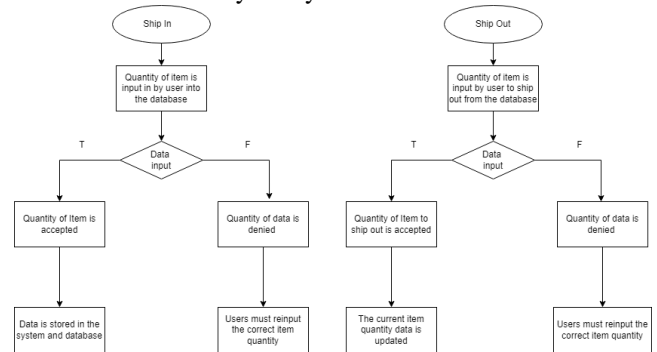 Ship In
Ship Out
Quantity of item is
input in by user into
the database
Quantity of item is
input by user to ship
out from the database
T
Data
input
F
T
Data
input
F
Quantity of Item is
accepted
Quantity of data is
denied
Quantity of Item to
ship out is accepted
Quantity of data is
denied
Data is stored in the
system and database
Users must reinput
the correct item
quantity
The current item
quantity data is
updated
Users must reinput the
correct item quantity